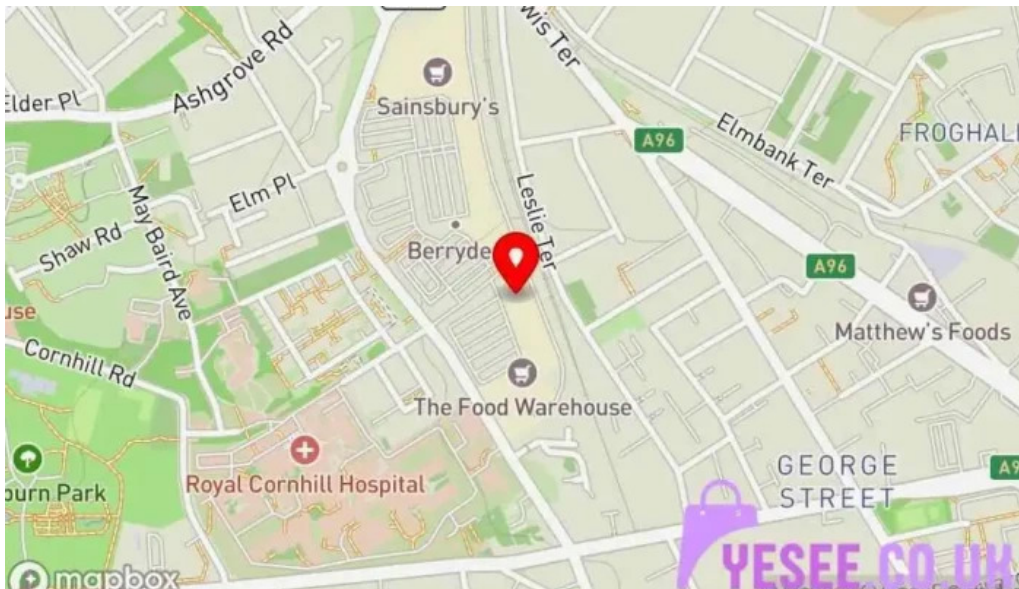 Ashgrove Rd
Elder Pl
Sainsbury's
wis Ter
A96
Elmbank Ter
FROGHALL
Elm Pl
May Baird Ave
Shaw Rd
Leslie Ter
Berryde
A96
Matthew's Foods
use
Cornhill Rd
The Food Warehouse
Royal Cornhill Hospital
GEORGE
STREET
A9
burn Park
mapbox
YESEE.CO.UK